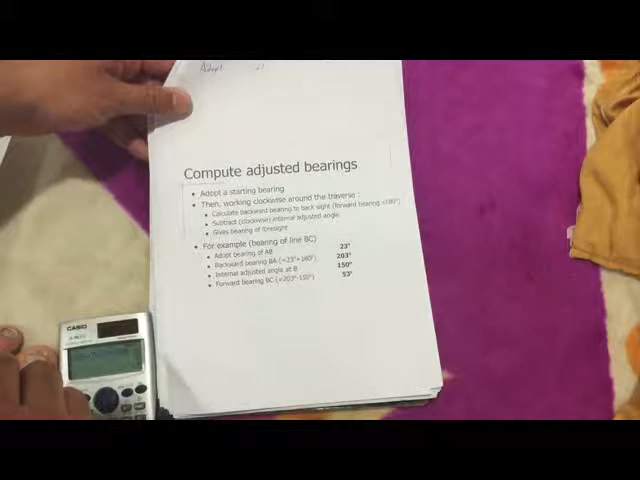 Adopt
Compute adjusted bearings
• Adopt a starting bearing
• Then, working clockwise around the traverse :
• Calculate backward bearing to back sight (forward bearing ±180°)
• Subtract (clockwise) internal adjusted angle
• Gives bearing of foresight
• For example (bearing of line BC)
• Adopt bearing of AB 23°
• Backward bearing BA (=23°+180°) 203°
• Internal adjusted angle at B 150°
• Forward bearing BC (=203°-150°) 53°
CASIO